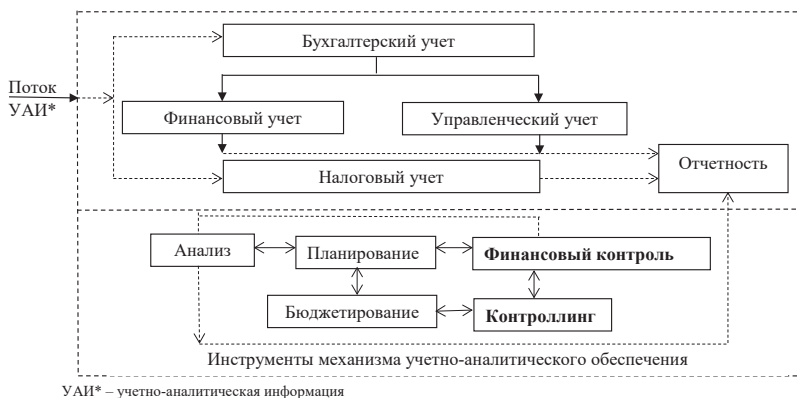 Бухгалтерский учет
Поток
УАИ*
Финансовый учет
Управленческий учет
Отчетность
Налоговый учет
Анализ
Планирование
Финансовый контроль
Бюджетирование
Контроллинг
Инструменты механизма учетно-аналитического обеспечения
УАИ* – учетно-аналитическая информация